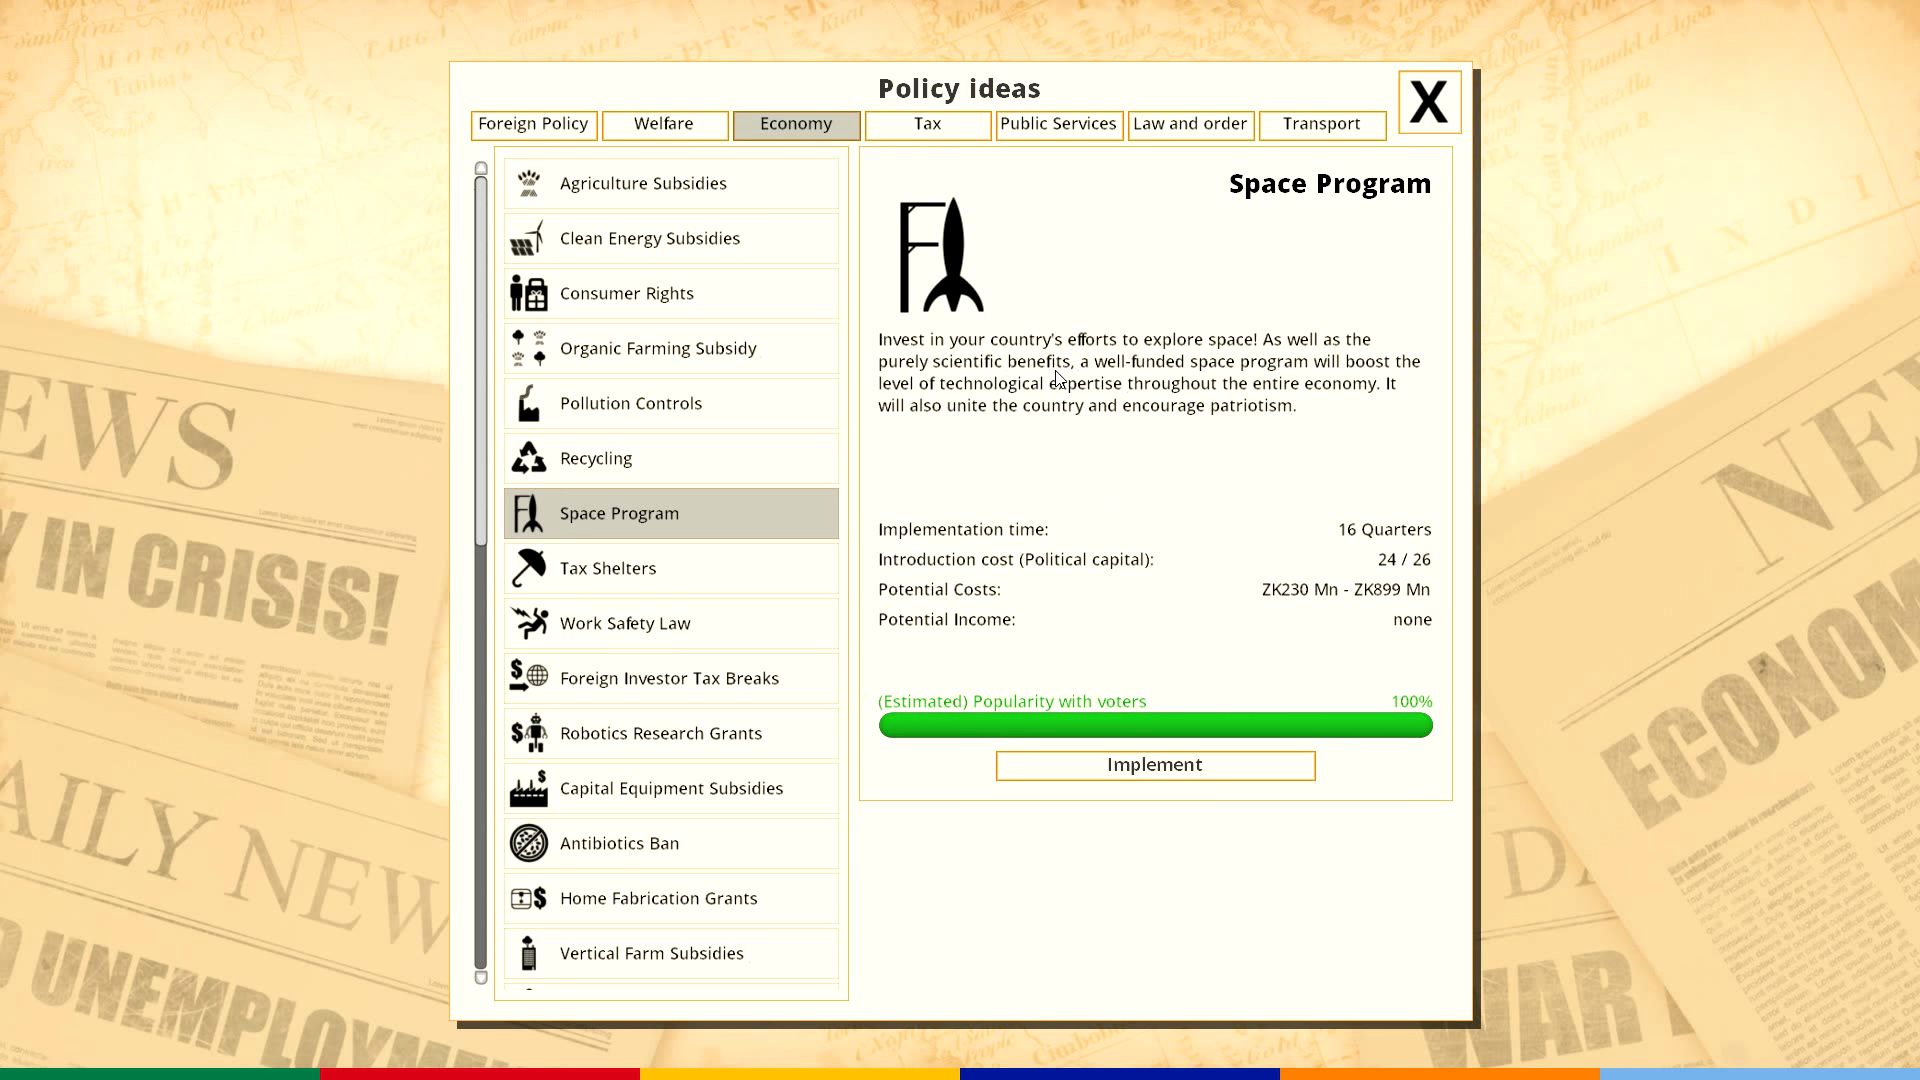 Policy ideas
X
Foreign Policy
Welfare
Economy
Tax
Public Services
Law and order
Transport
Agriculture Subsidies
Clean Energy Subsidies
Consumer Rights
Organic Farming Subsidy
Pollution Controls
Recycling
Space Program
Tax Shelters
Work Safety Law
Foreign Investor Tax Breaks
Robotics Research Grants
Capital Equipment Subsidies
Antibiotics Ban
Home Fabrication Grants
Vertical Farm Subsidies
Space Program
Invest in your country's efforts to explore space! As well as the
purely scientific benefits, a well-funded space program will boost the
level of technological expertise throughout the entire economy. It
will also unite the country and encourage patriotism.
Implementation time: 16 Quarters
Introduction cost (Political capital): 24 / 26
Potential Costs: ZK230 Mn - ZK899 Mn
Potential Income: none
(Estimated) Popularity with voters 100%
Implement
EWS
Y IN CRISIS!
AILY NEW
UNEMPLOYM
NE
ECONOM
WAR
MOROCCO